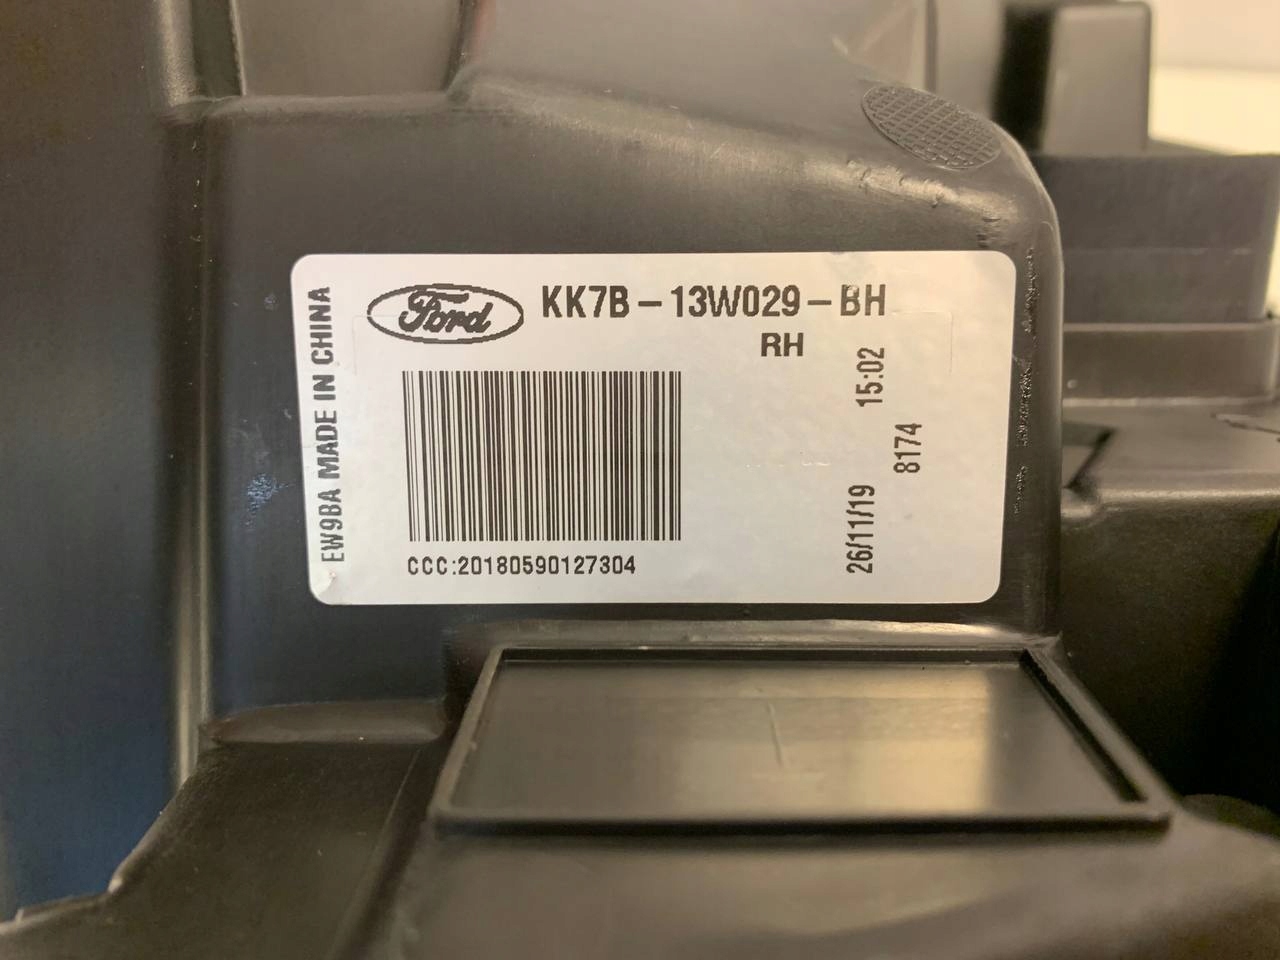 Ford
KK7B-13W029-BH
RH
EW9BA MADE IN CHINA
CCC:20180590127304
26/11/19 15:02
8174